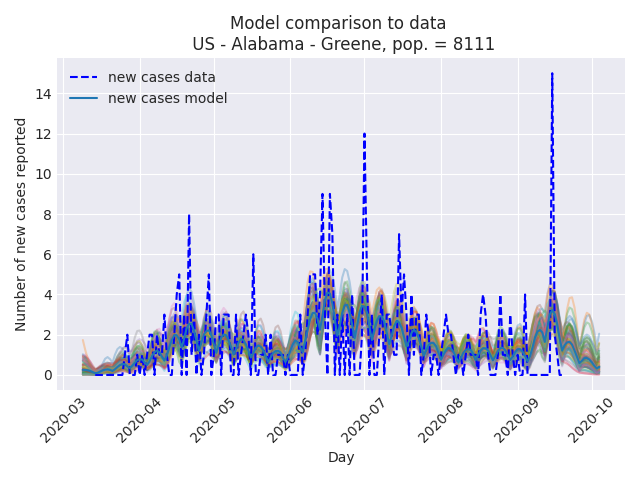 Model comparison to data
US - Alabama - Greene, pop. = 8111
new cases data
new cases model
Number of new cases reported
14
12
10
8
6
4
2
0
2020-03
2020-04
2020-05
2020-06
2020-07
2020-08
2020-09
2020-10
Day